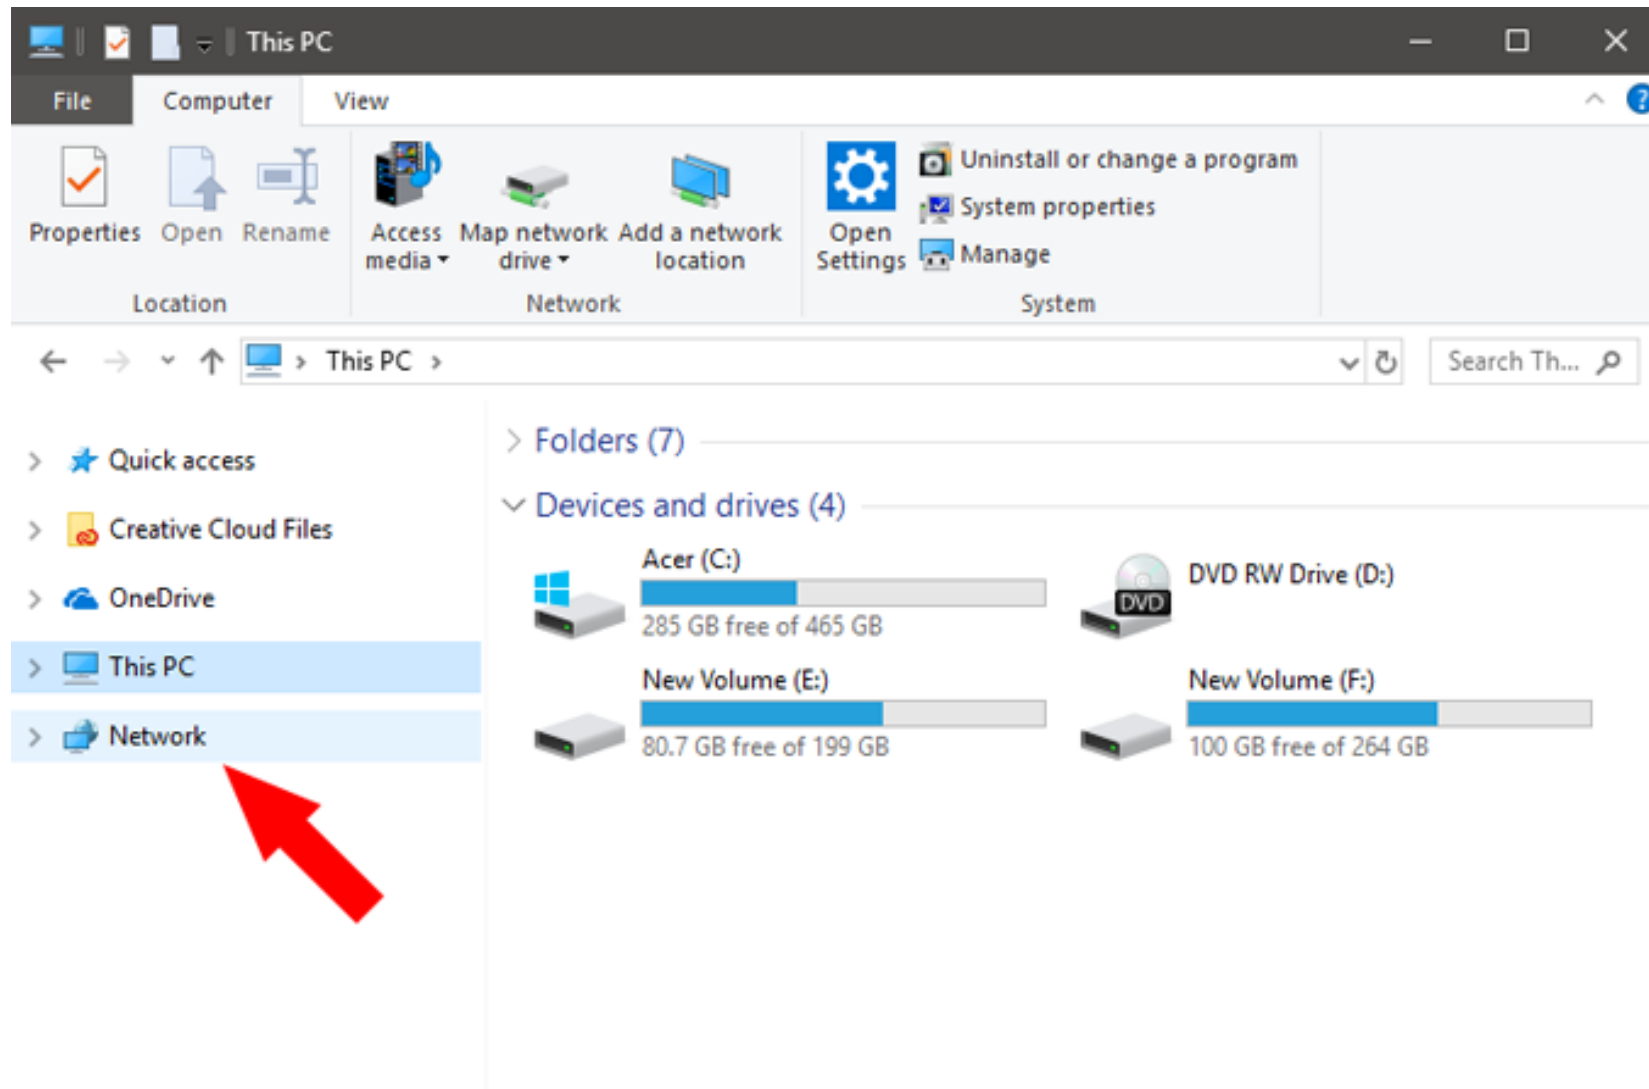 This PC
File Computer View
Properties Open Rename
Access media
Map network drive
Add a network location
Open Settings
Uninstall or change a program
System properties
Manage
Location Network System
This PC
Search Th...
Quick access
Creative Cloud Files
OneDrive
This PC
Network
Folders (7)
Devices and drives (4)
Acer (C:)
285 GB free of 465 GB
DVD RW Drive (D:)
DVD
New Volume (E:)
80.7 GB free of 199 GB
New Volume (F:)
100 GB free of 264 GB